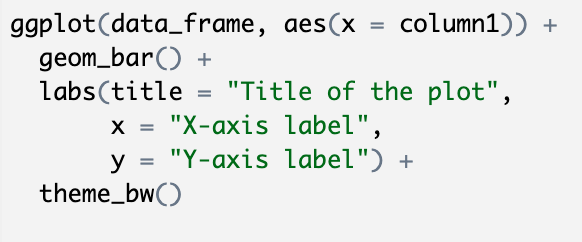 ggplot(data_frame, aes(x = column1)) +
  geom_bar() +
  labs(title = "Title of the plot",
       x = "X-axis label",
       y = "Y-axis label") +
  theme_bw()